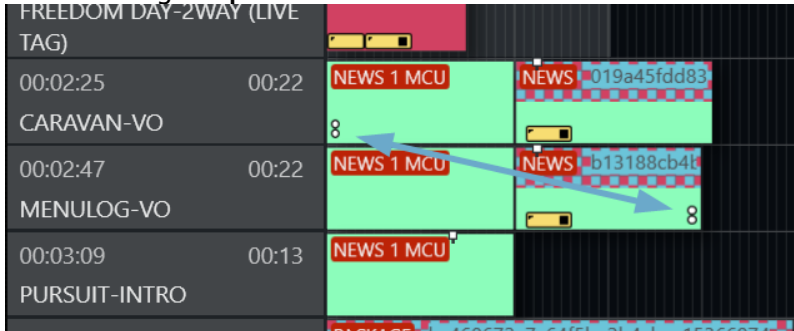 FREEDOM DAY-2WAY (LIVE
TAG)
00:02:25 00:22 NEWS 1 MCU NEWS 019a45fdd83
CARAVAN-VO
00:02:47 00:22 NEWS 1 MCU NEWS b13188cb4b
MENULOG-VO
00:03:09 00:13 NEWS 1 MCU
PURSUIT-INTRO